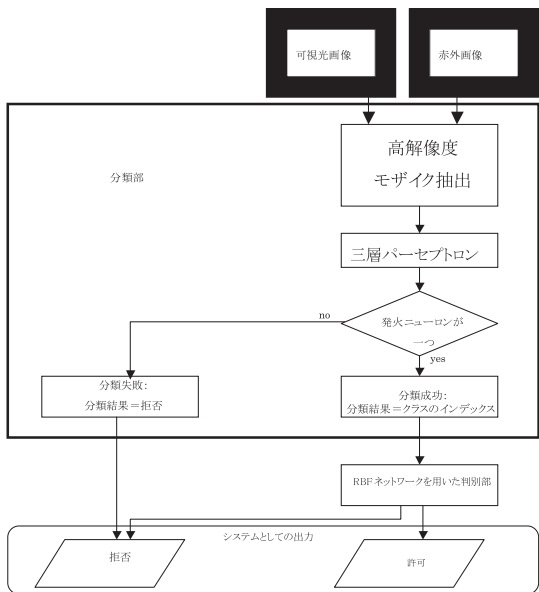 可視光画像
赤外画像
高解像度
モザイク抽出
分類部
三層パーセプトロン
発火ニューロンが
一つ
no
yes
分類失敗:
分類結果＝拒否
分類成功:
分類結果＝クラスのインデックス
RBFネットワークを用いた判別部
システムとしての出力
拒否
許可